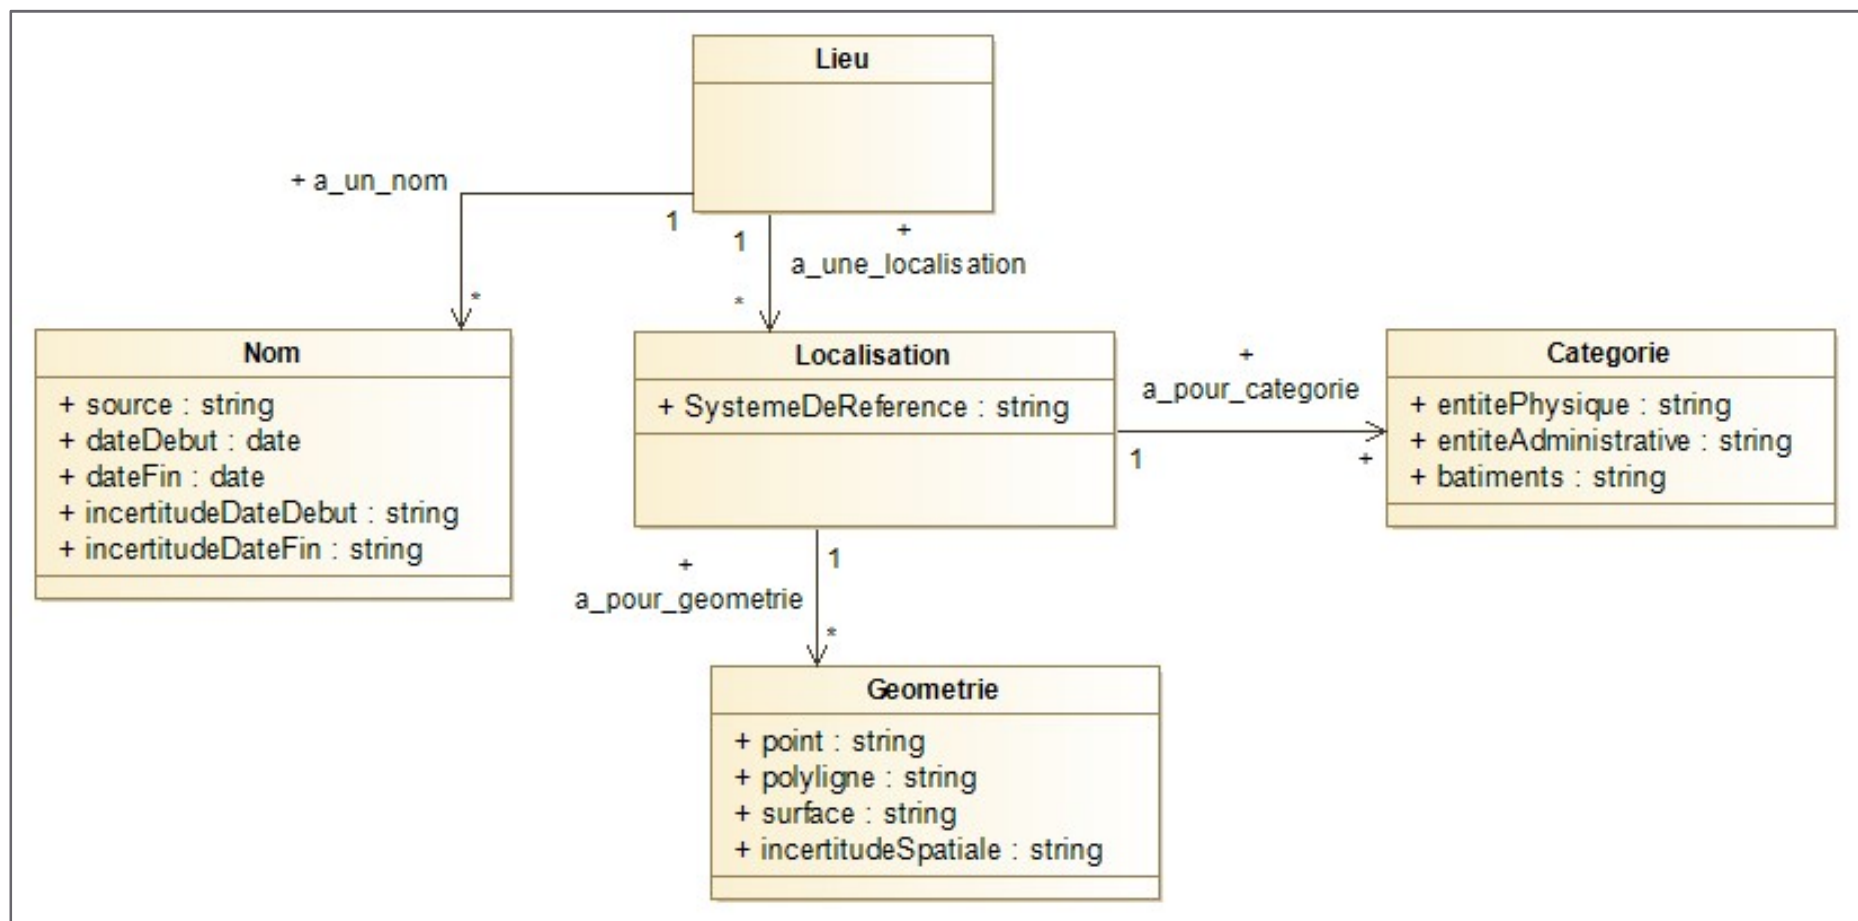 Lieu
+ a_un_nom
1
*
1
+
a_une_localisation
*
Nom
+ source : string
+ dateDebut : date
+ dateFin : date
+ incertitudeDateDebut : string
+ incertitudeDateFin : string
Localisation
+ SystemeDeReference : string
+
a_pour_categorie
1
+
Categorie
+ entitePhysique : string
+ entiteAdministrative : string
+ batiments : string
+
a_pour_geometrie
1
*
Geometrie
+ point : string
+ polyligne : string
+ surface : string
+ incertitudeSpatiale : string